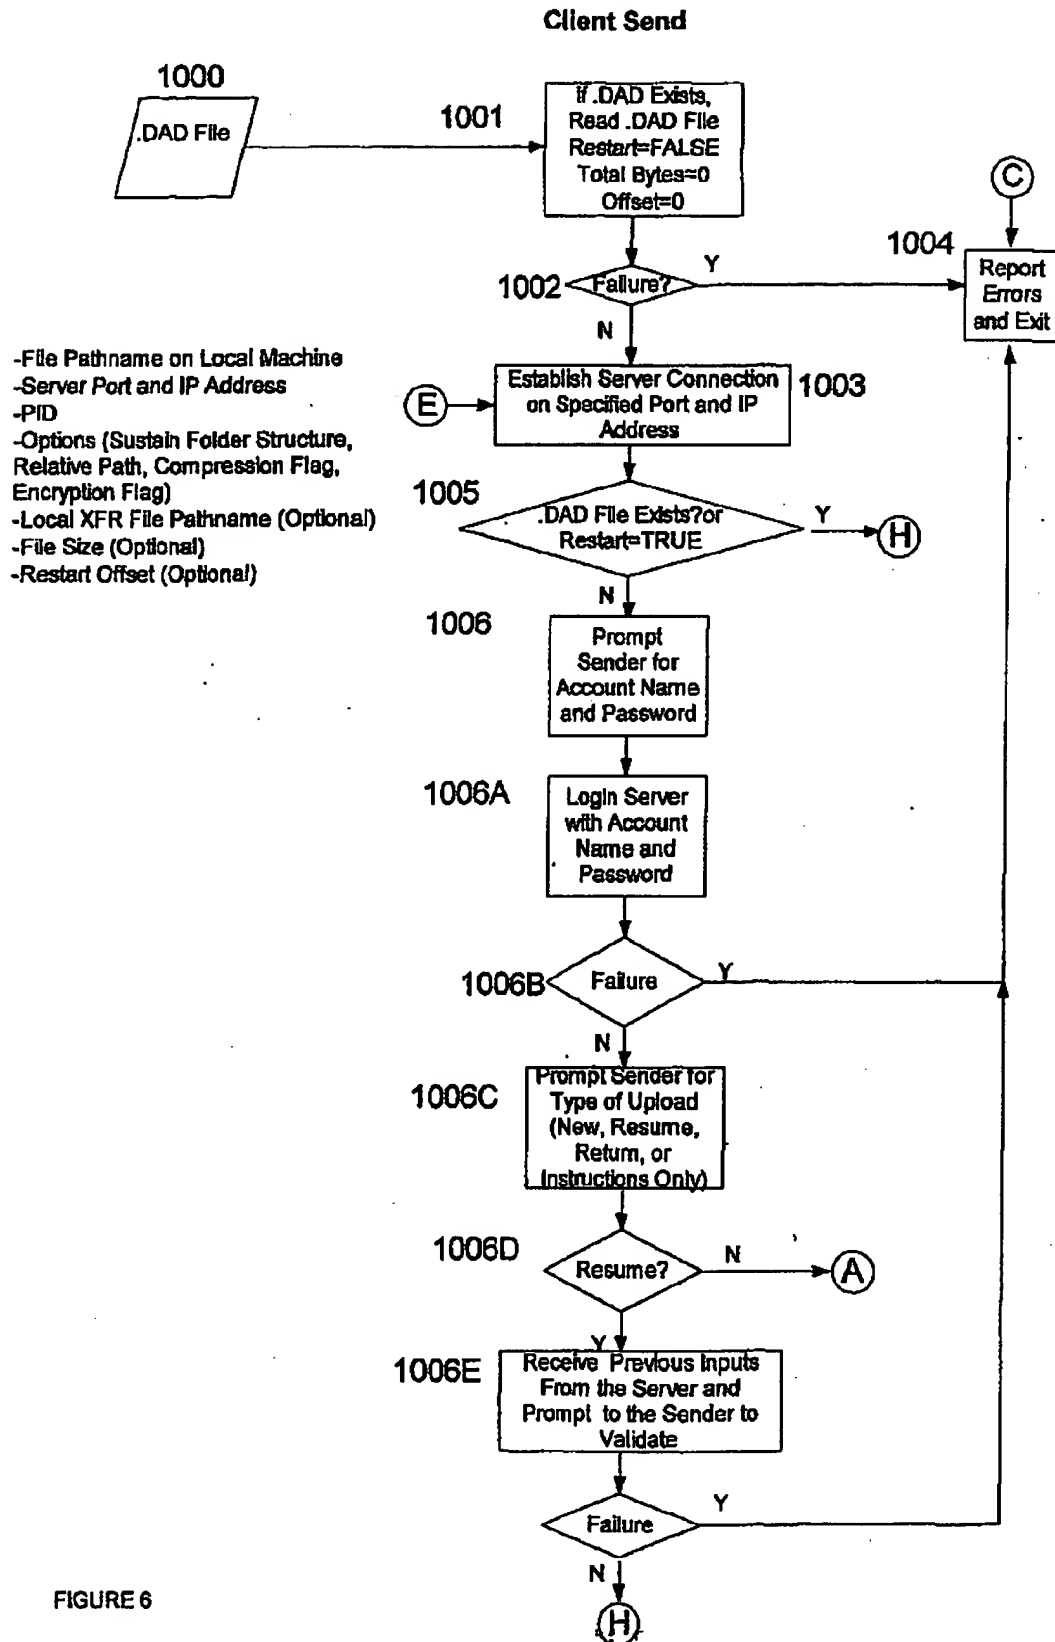 Client Send
1000
.DAD File
1001
If .DAD Exists,
Read .DAD File
Restart=FALSE
Total Bytes=0
Offset=0
C
1002
Failure?
Y
N
1004
Report
Errors
and Exit
-File Pathname on Local Machine
-Server Port and IP Address
-PID
-Options (Sustain Folder Structure,
Relative Path, Compression Flag,
Encryption Flag)
-Local XFR File Pathname (Optional)
-File Size (Optional)
-Restart Offset (Optional)
E
Establish Server Connection
on Specified Port and IP
Address
1003
1005
.DAD File Exists?or
Restart=TRUE
Y
H
N
1006
Prompt
Sender for
Account Name
and Password
1006A
Login Server
with Account
Name and
Password
1006B
Failure
Y
N
1006C
Prompt Sender for
Type of Upload
(New, Resume,
Return, or
Instructions Only)
1006D
Resume?
N
A
Y
1006E
Receive Previous Inputs
From the Server and
Prompt to the Sender to
Validate
Failure
Y
N
H
FIGURE 6